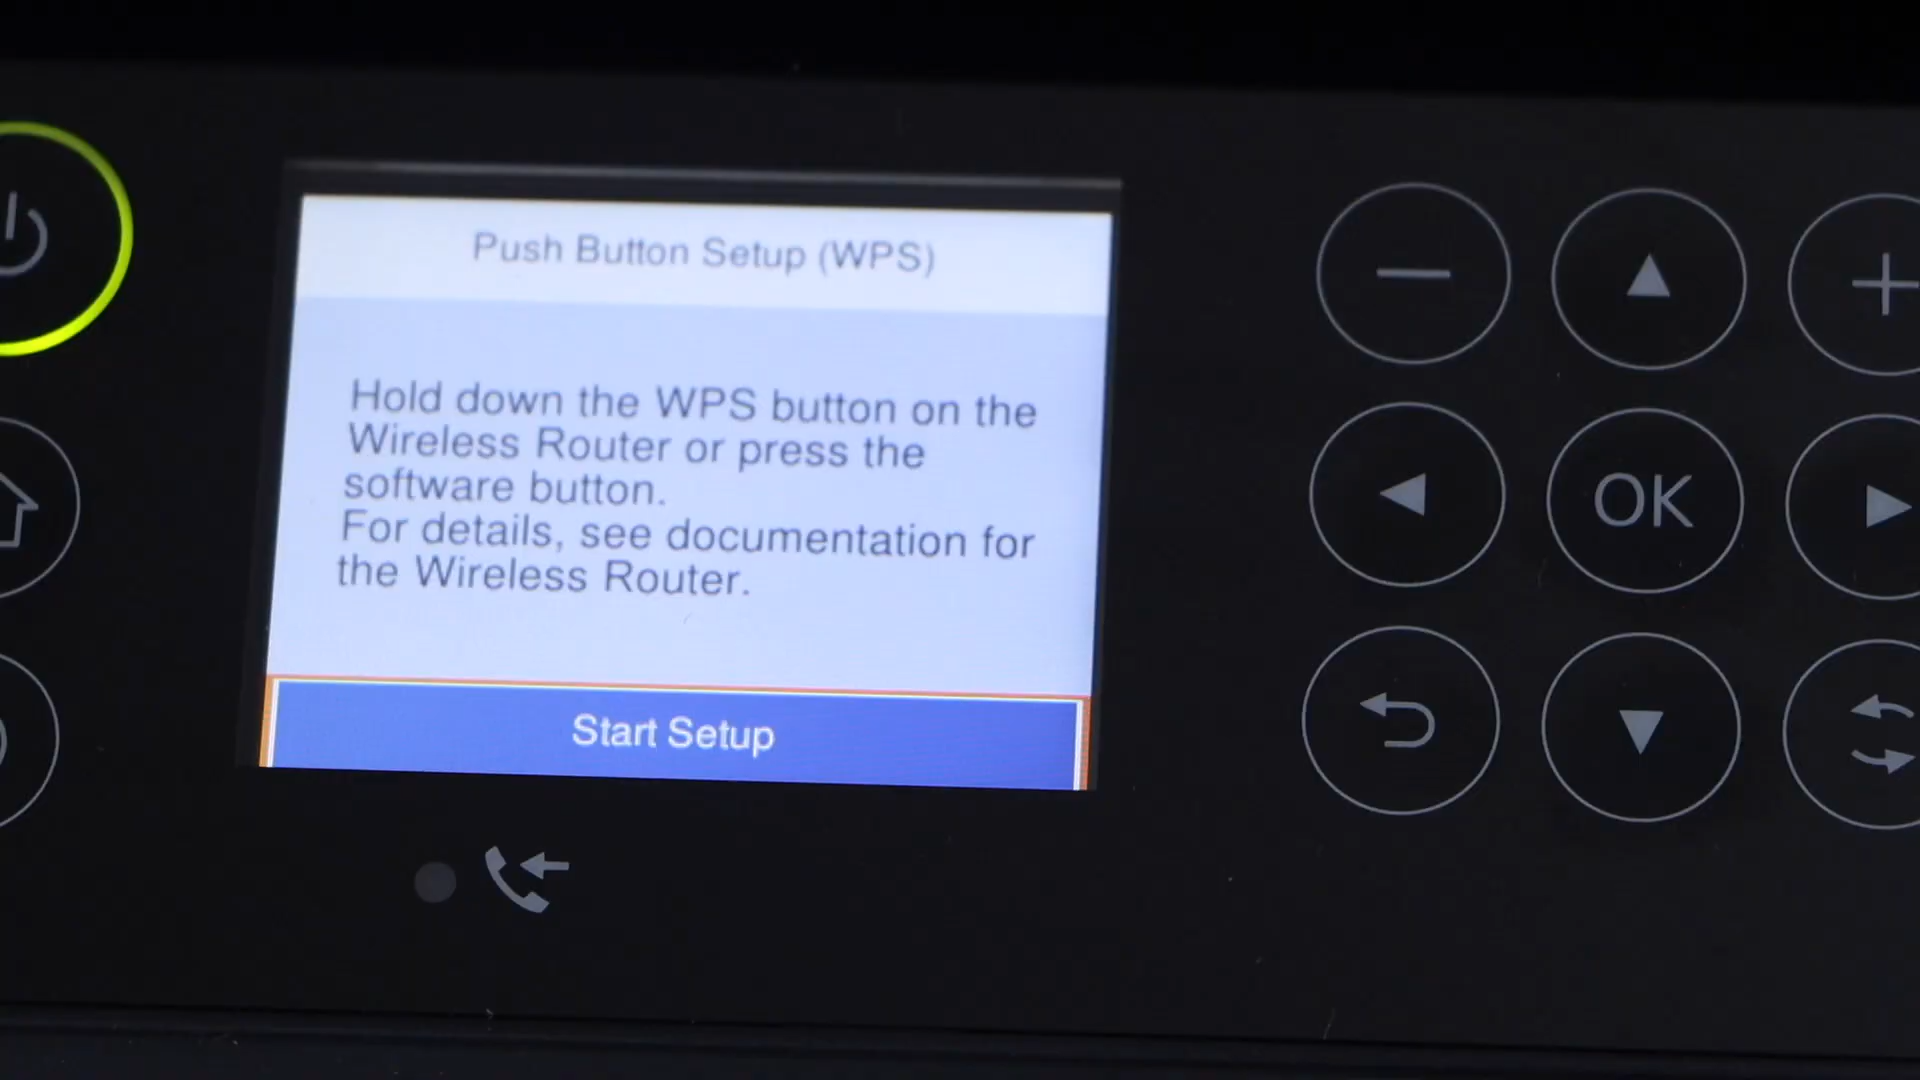 Push Button Setup (WPS)
Hold down the WPS button on the
Wireless Router or press the
software button.
For details, see documentation for
the Wireless Router.
Start Setup
OK